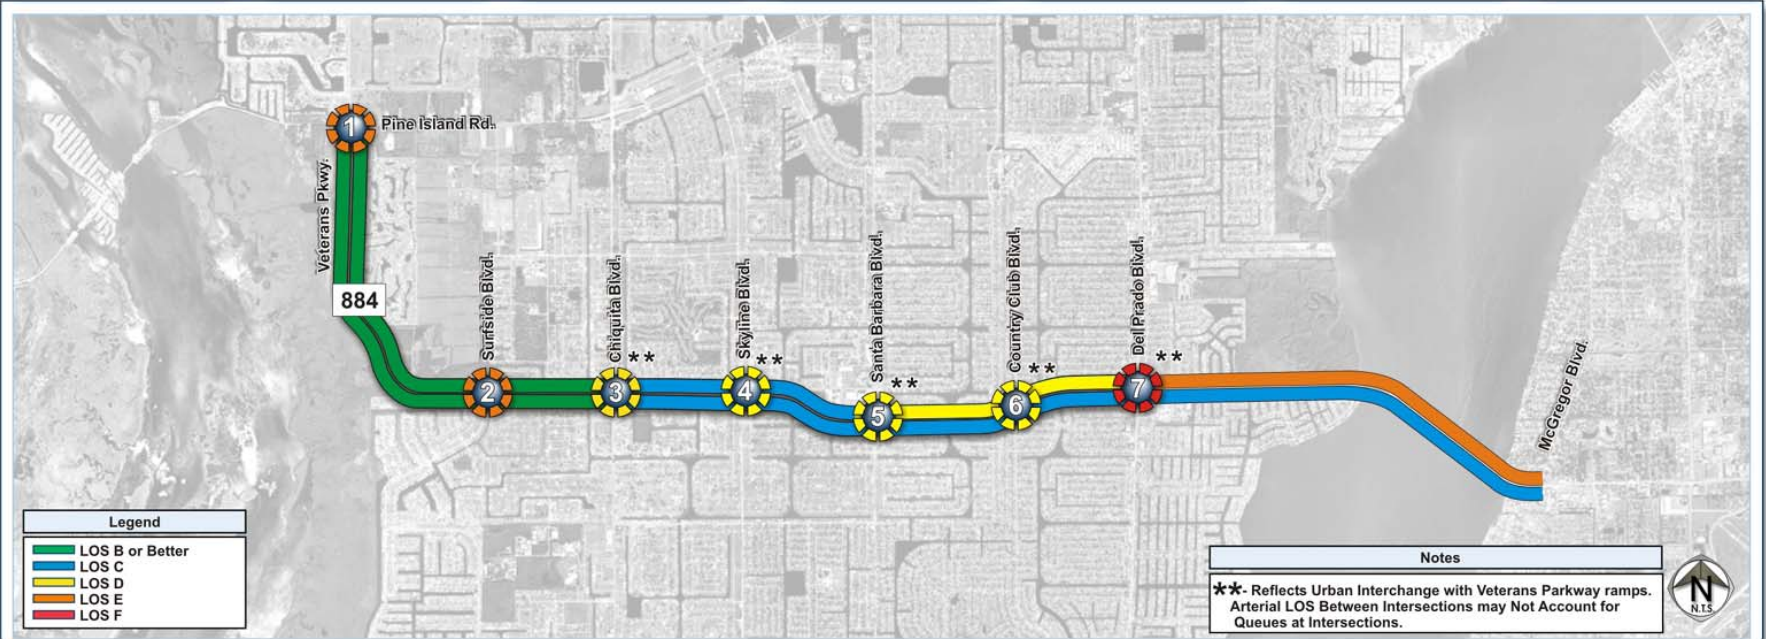 1
Pine Island Rd.
Veterans Pkwy.
884
Surfside Blvd.
Chiquita Blvd.
**
Skyline Blvd.
**
Santa Barbara Blvd.
**
Country Club Blvd.
**
Del Prado Blvd.
**
2
3
4
5
6
7
McGregor Blvd.
Legend
LOS B or Better
LOS C
LOS D
LOS E
LOS F
Notes
**- Reflects Urban Interchange with Veterans Parkway ramps.
Arterial LOS Between Intersections may Not Account for
Queues at Intersections.
N
N.T.S.